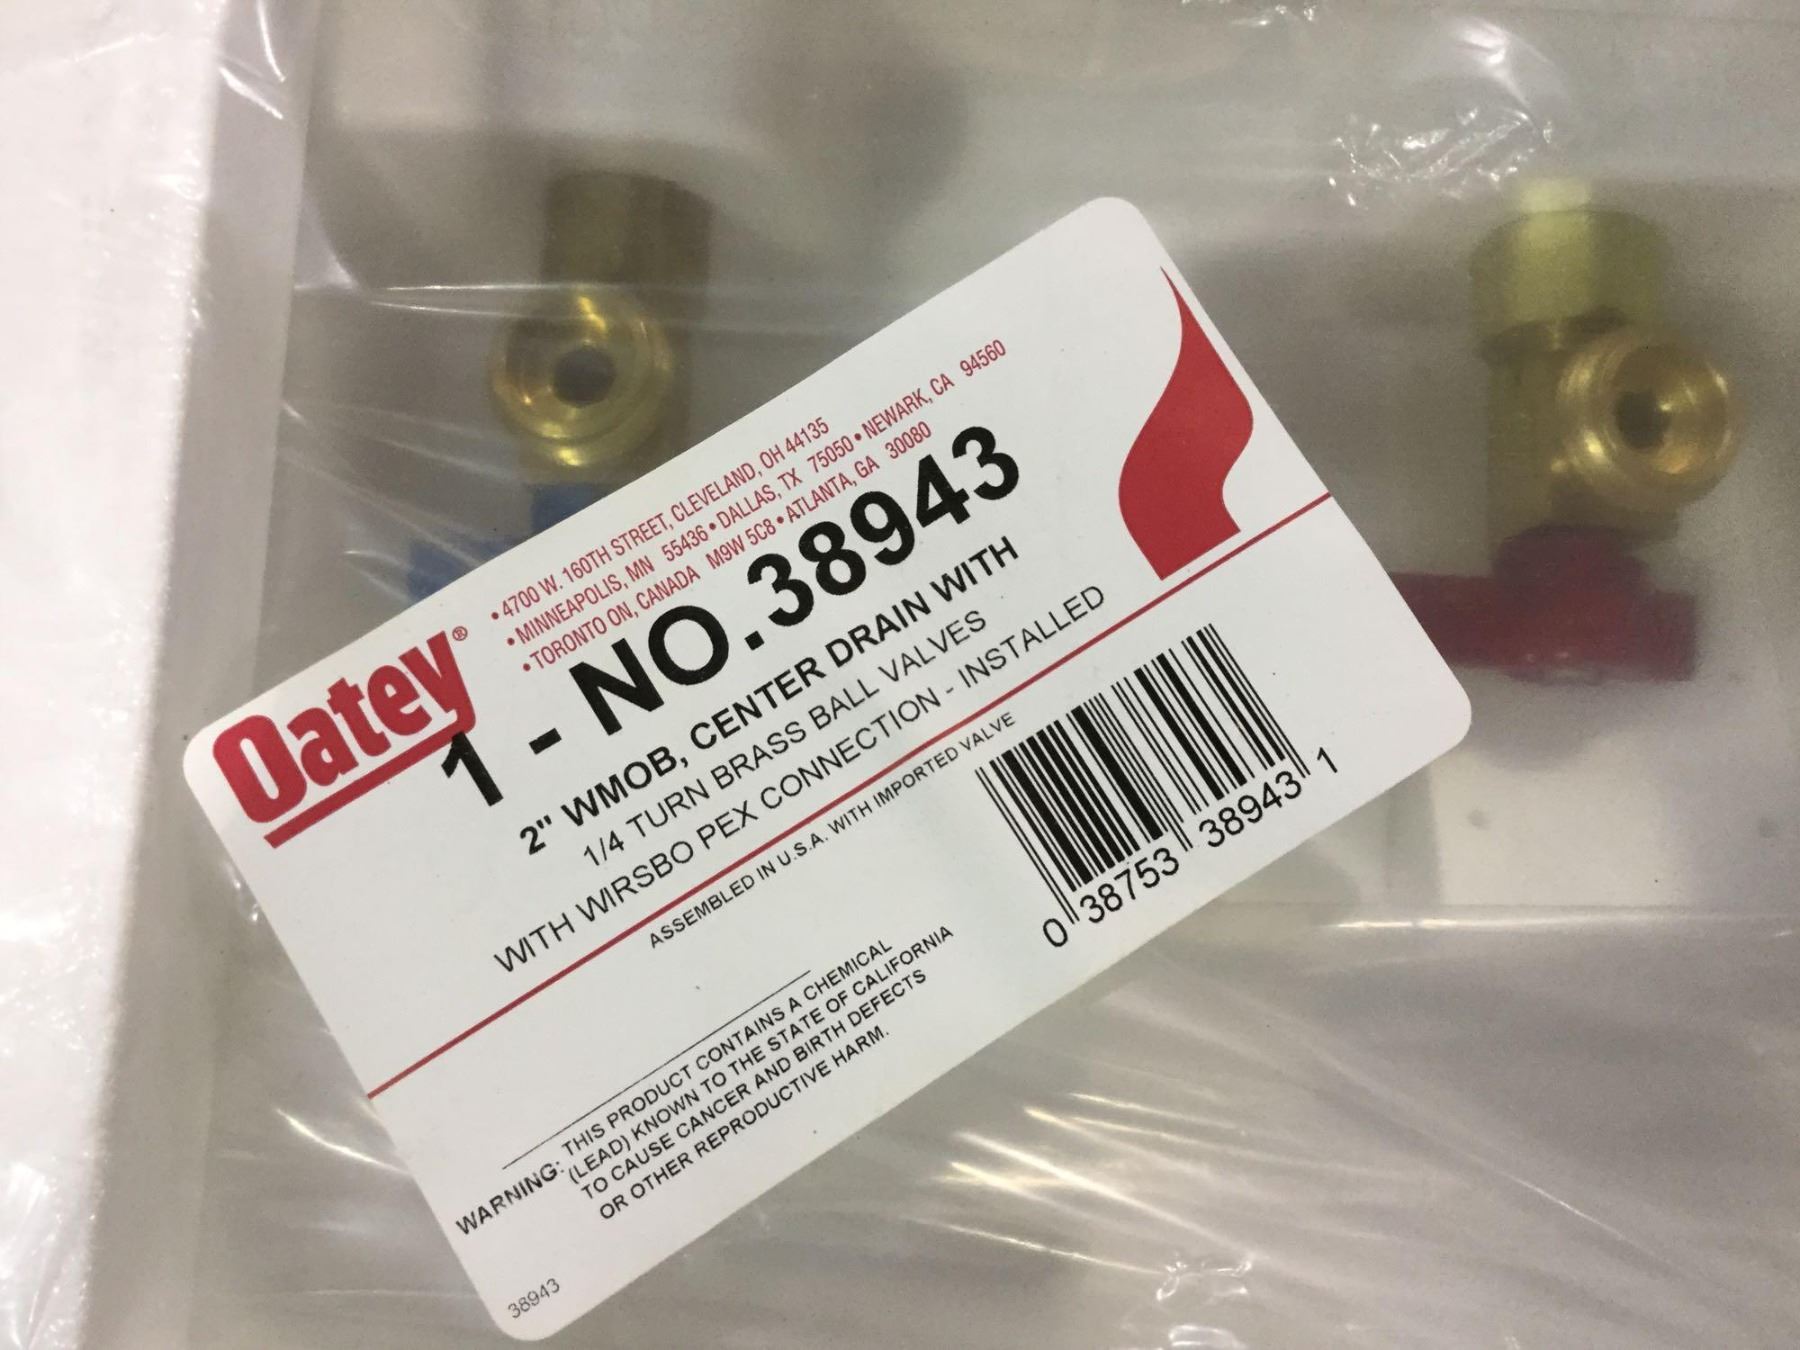 Oatey®
• 4700 W. 160TH STREET, CLEVELAND, OH 44135
• MINNEAPOLIS, MN 55436 • DALLAS, TX 75050 • NEWARK, CA 94560
• TORONTO ON, CANADA M9W 5C8 • ATLANTA, GA 30080
1 - NO.38943
2" WMOB, CENTER DRAIN WITH
1/4 TURN BRASS BALL VALVES
WITH WIRSBO PEX CONNECTION - INSTALLED
ASSEMBLED IN U.S.A. WITH IMPORTED VALVE
0 38753 38943 1
WARNING: THIS PRODUCT CONTAINS A CHEMICAL
(LEAD) KNOWN TO THE STATE OF CALIFORNIA
TO CAUSE CANCER AND BIRTH DEFECTS
OR OTHER REPRODUCTIVE HARM.
38943